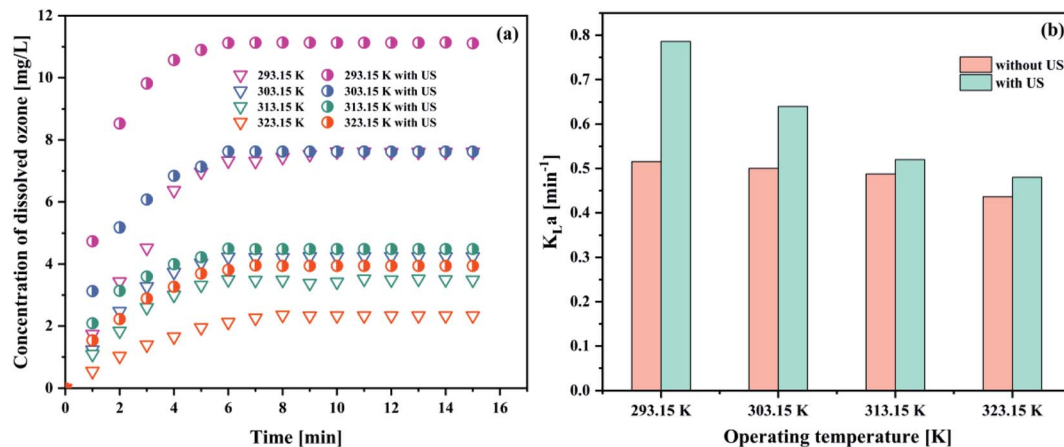 (a)
Concentration of dissolved ozone [mg/L]
12
10
8
6
4
2
0
293.15 K 293.15 K with US
303.15 K 303.15 K with US
313.15 K 313.15 K with US
323.15 K 323.15 K with US
0 2 4 6 8 10 12 14 16
Time [min]
(b)
KLa [min-1]
0.8
0.7
0.6
0.5
0.4
0.3
0.2
0.1
0.0
without US
with US
293.15 K 303.15 K 313.15 K 323.15 K
Operating temperature [K]